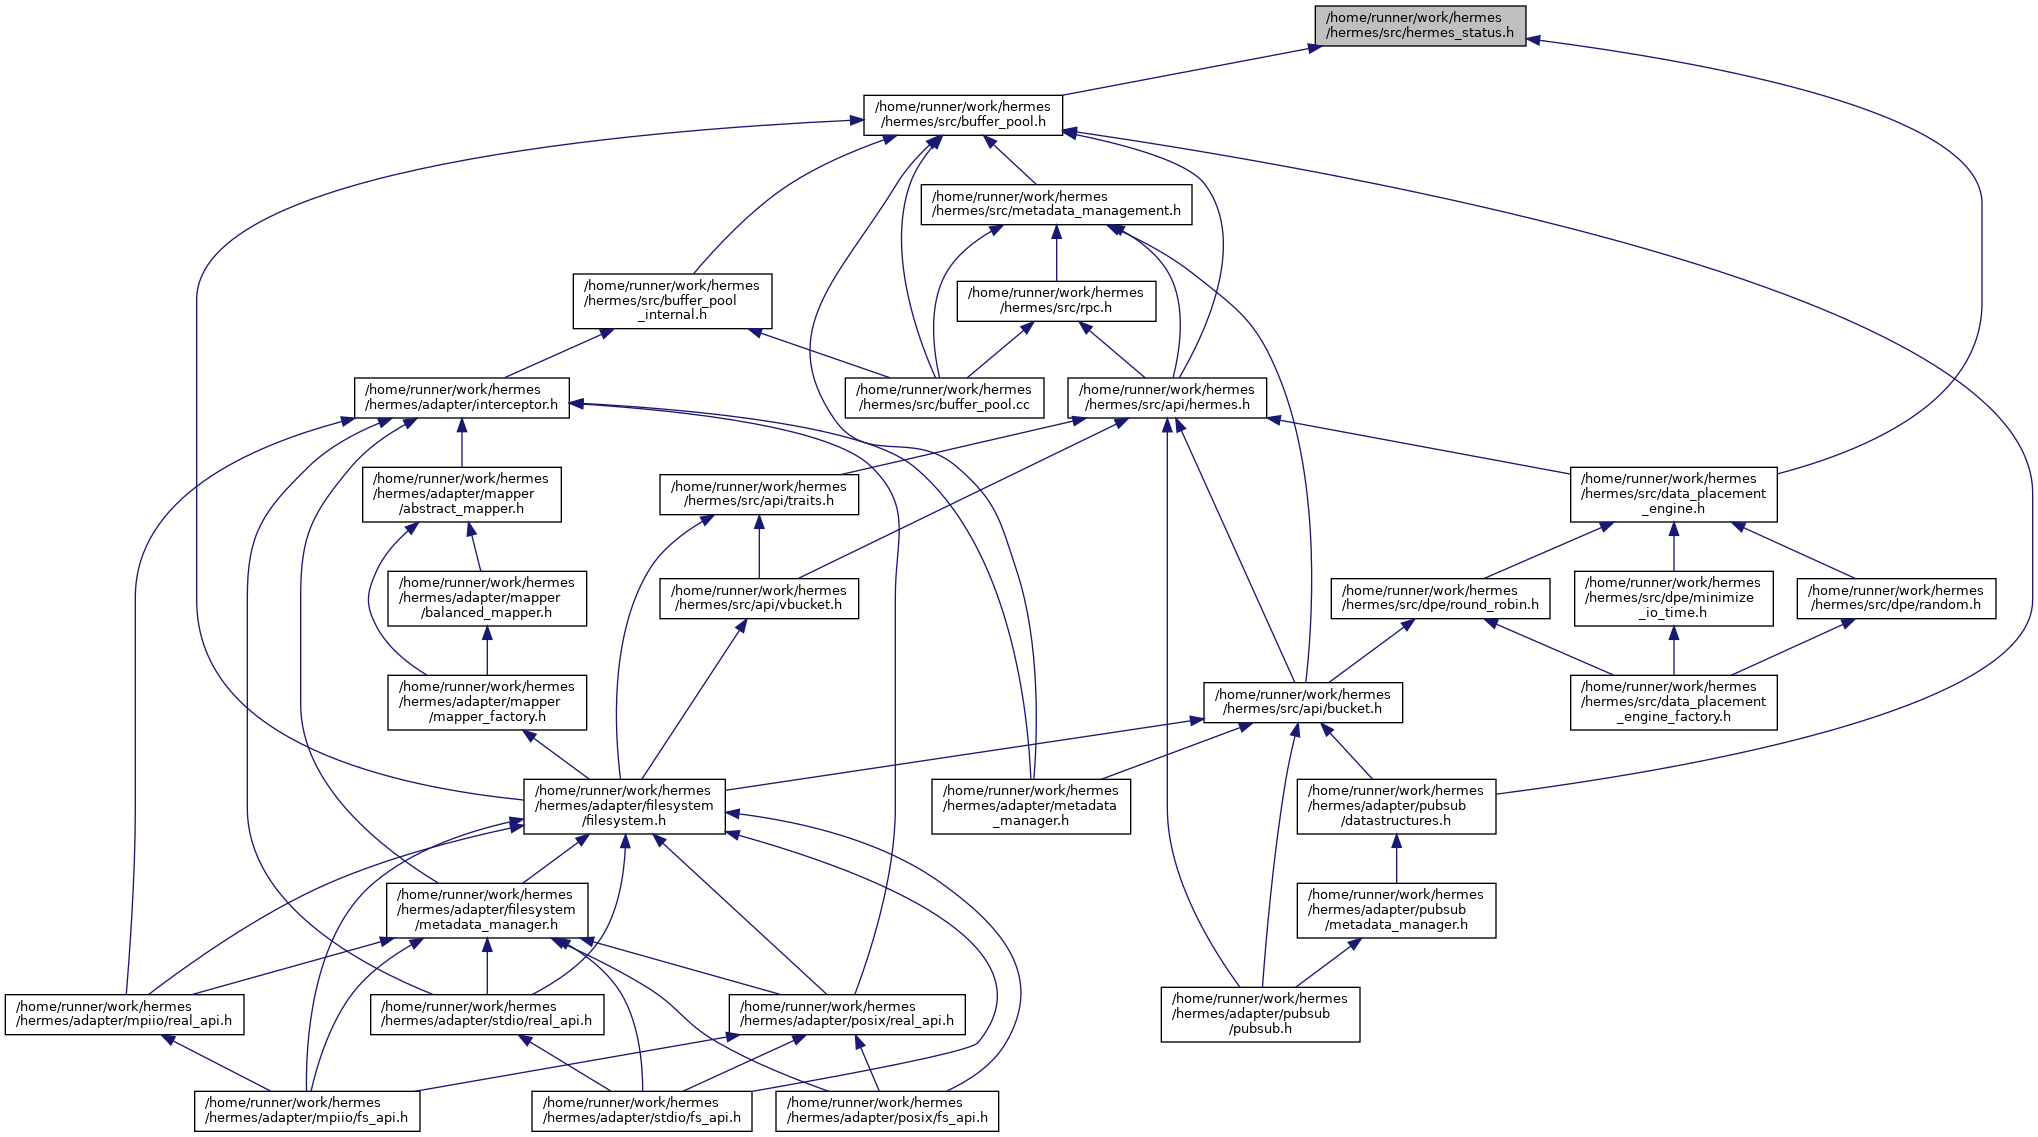 /home/runner/work/hermes
/hermes/src/hermes_status.h
/home/runner/work/hermes
/hermes/src/buffer_pool.h
/home/runner/work/hermes
/hermes/src/metadata_management.h
/home/runner/work/hermes
/hermes/src/buffer_pool
_internal.h
/home/runner/work/hermes
/hermes/src/rpc.h
/home/runner/work/hermes
/hermes/adapter/interceptor.h
/home/runner/work/hermes
/hermes/src/buffer_pool.cc
/home/runner/work/hermes
/hermes/src/api/hermes.h
/home/runner/work/hermes
/hermes/adapter/mapper
/abstract_mapper.h
/home/runner/work/hermes
/hermes/src/api/traits.h
/home/runner/work/hermes
/hermes/src/data_placement
_engine.h
/home/runner/work/hermes
/hermes/adapter/mapper
/balanced_mapper.h
/home/runner/work/hermes
/hermes/src/api/vbucket.h
/home/runner/work/hermes
/hermes/src/dpe/round_robin.h
/home/runner/work/hermes
/hermes/src/dpe/minimize
_io_time.h
/home/runner/work/hermes
/hermes/src/dpe/random.h
/home/runner/work/hermes
/hermes/adapter/mapper
/mapper_factory.h
/home/runner/work/hermes
/hermes/src/api/bucket.h
/home/runner/work/hermes
/hermes/src/data_placement
_engine_factory.h
/home/runner/work/hermes
/hermes/adapter/filesystem
/filesystem.h
/home/runner/work/hermes
/hermes/adapter/metadata
_manager.h
/home/runner/work/hermes
/hermes/adapter/pubsub
/datastructures.h
/home/runner/work/hermes
/hermes/adapter/filesystem
/metadata_manager.h
/home/runner/work/hermes
/hermes/adapter/pubsub
/metadata_manager.h
/home/runner/work/hermes
/hermes/adapter/mpiio/real_api.h
/home/runner/work/hermes
/hermes/adapter/stdio/real_api.h
/home/runner/work/hermes
/hermes/adapter/posix/real_api.h
/home/runner/work/hermes
/hermes/adapter/pubsub
/pubsub.h
/home/runner/work/hermes
/hermes/adapter/mpiio/fs_api.h
/home/runner/work/hermes
/hermes/adapter/stdio/fs_api.h
/home/runner/work/hermes
/hermes/adapter/posix/fs_api.h